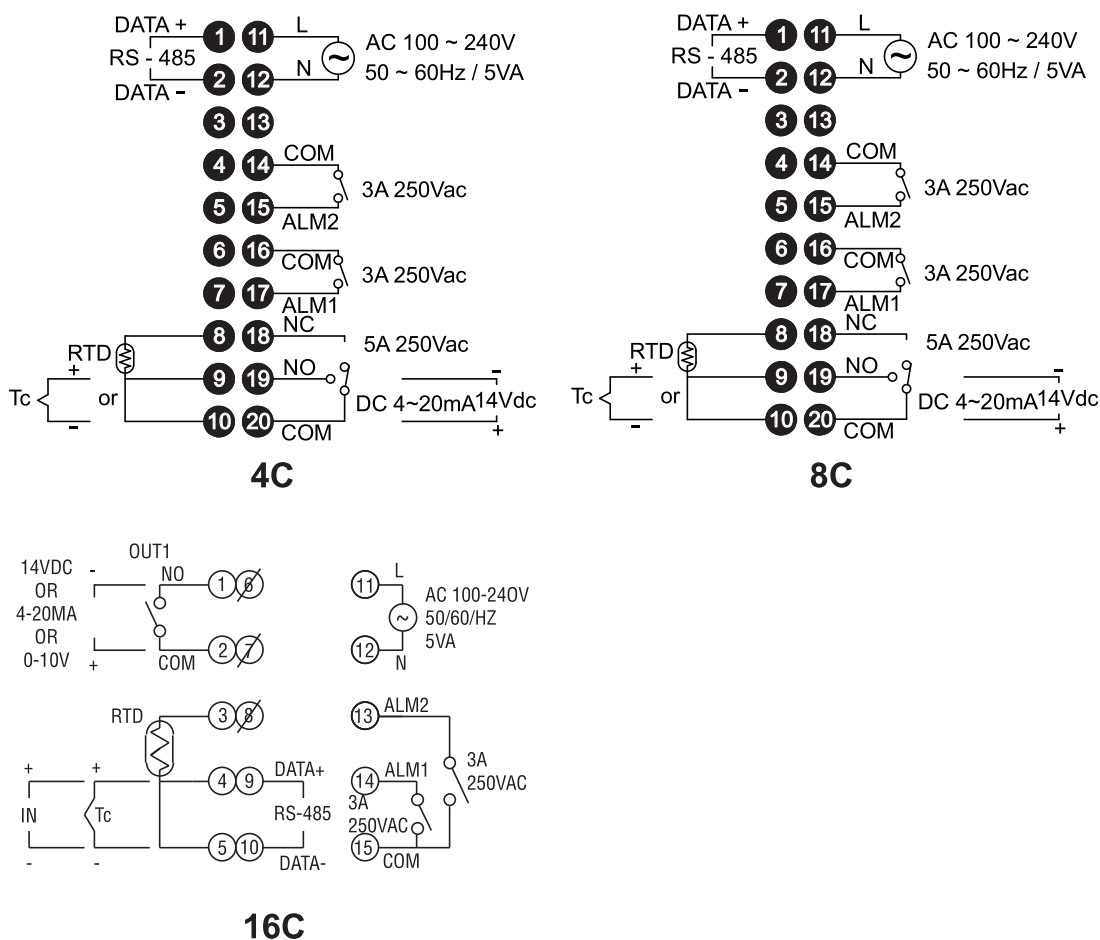 DATA +
1 11
L
AC 100 ~ 240V
RS - 485
~
50 ~ 60Hz / 5VA
2 12
N
DATA -
3 13
4 14
COM
3A 250Vac
5 15
ALM2
6 16
COM
3A 250Vac
7 17
ALM1
8 18
NC
5A 250Vac
RTD
+
9 19
NO
-
Tc
or
DC 4~20mA
14Vdc
-
10 20
COM
+
4C
DATA +
1 11
L
AC 100 ~ 240V
RS - 485
~
50 ~ 60Hz / 5VA
2 12
N
DATA -
3 13
4 14
COM
3A 250Vac
5 15
ALM2
6 16
COM
3A 250Vac
7 17
ALM1
8 18
NC
5A 250Vac
RTD
+
9 19
NO
-
Tc
or
DC 4~20mA
14Vdc
-
10 20
COM
+
8C
OUT1
14VDC
OR
4-20MA
OR
0-10V
-
+
NO
1 6
2 7
COM
RTD
3 8
+
+
4 9
DATA+
IN
Tc
RS-485
5 10
-
-
DATA-
11
L
AC 100-240V
50/60/HZ
5VA
~
12
N
13
ALM2
3A
250VAC
14
ALM1
3A
250VAC
15
COM
16C